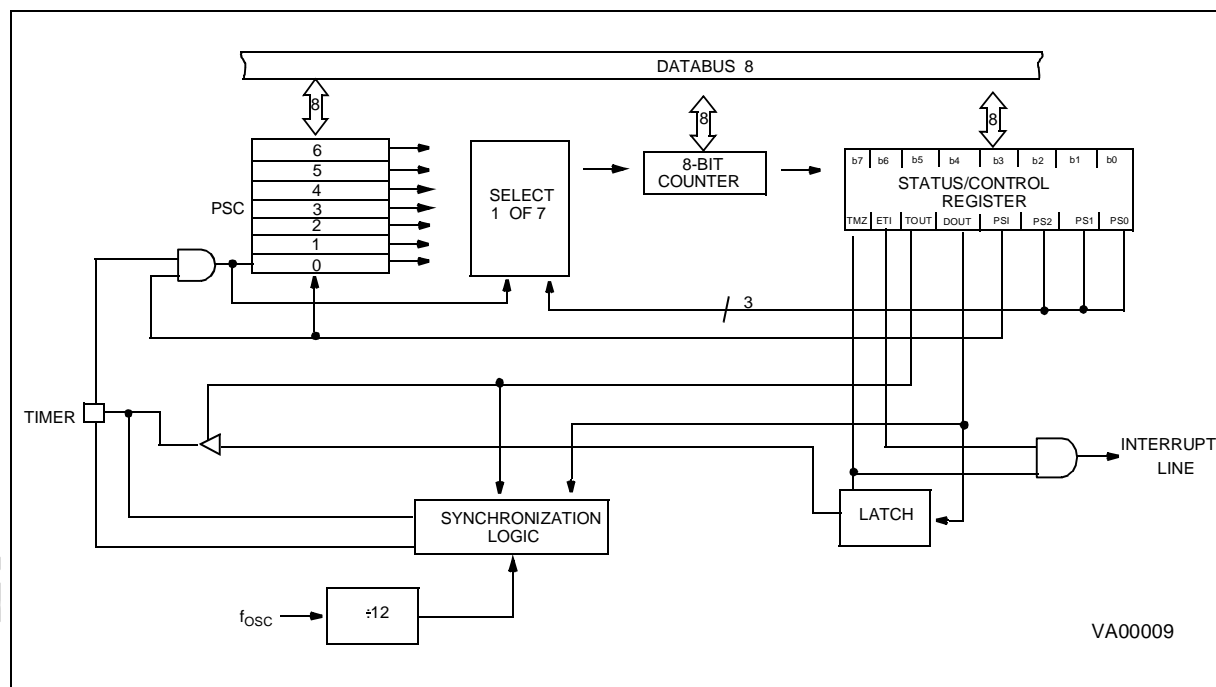 DATABUS 8
8
8
8
6
5
4
3
2
1
0
PSC
SELECT
1 OF 7
8-BIT
COUNTER
b7 b6 b5 b4 b3 b2 b1 b0
STATUS/CONTROL
REGISTER
TMZ ETI TOUT DOUT PSI PS2 PS1 PS0
3
TIMER
INTERRUPT
LINE
SYNCHRONIZATION
LOGIC
LATCH
fOSC
÷12
VA00009